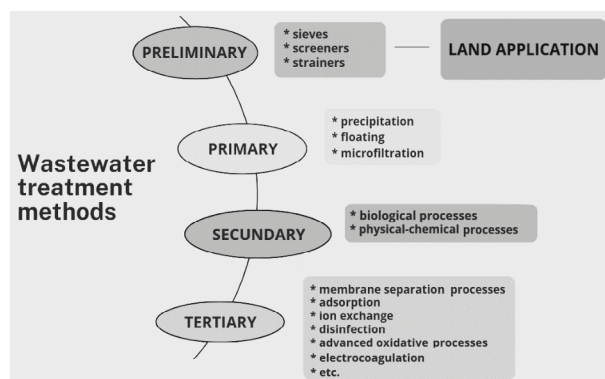 PRELIMINARY
* sieves
* screeners
* strainers
LAND APPLICATION
Wastewater
treatment
methods
PRIMARY
* precipitation
* floating
* microfiltration
SECUNDARY
* biological processes
* physical-chemical processes
TERTIARY
* membrane separation processes
* adsorption
* ion exchange
* disinfection
* advanced oxidative processes
* electrocoagulation
* etc.